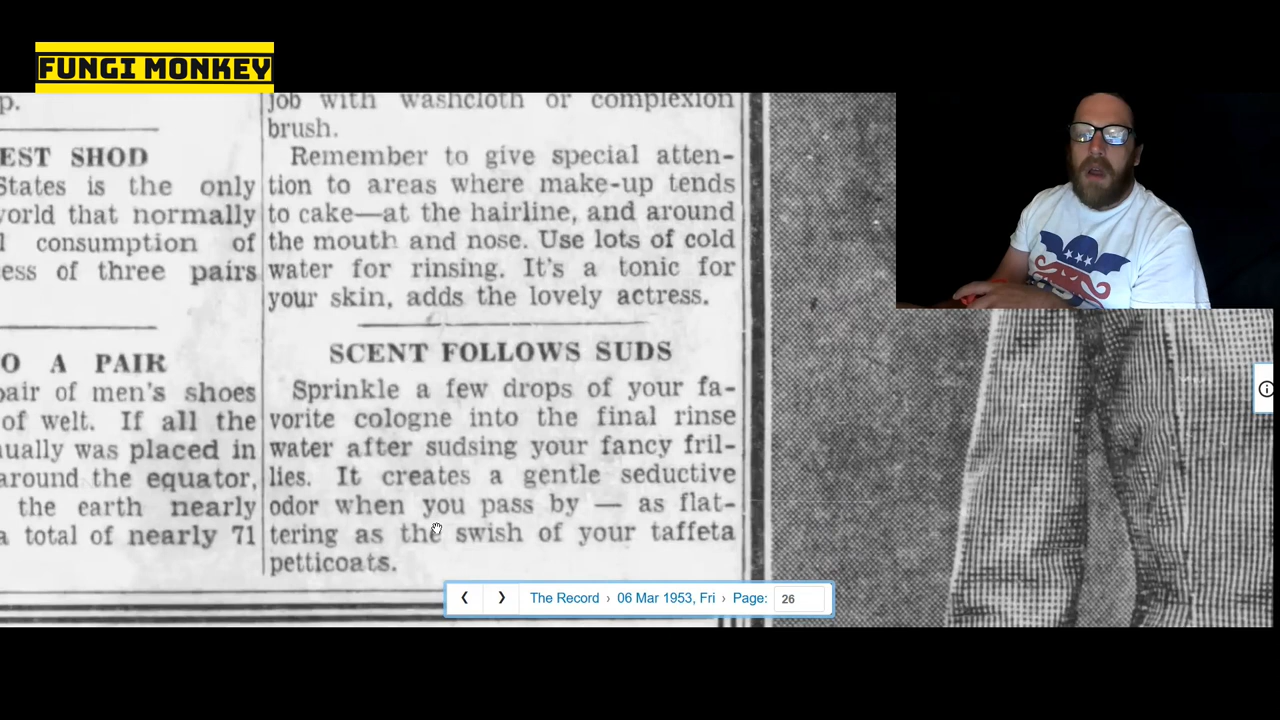 FUNGI MONKEY
p.
EST SHOD
States is the only
world that normally
l consumption of
ess of three pairs
O A PAIR
pair of men's shoes
of welt. If all the
nually was placed in
around the equator,
the earth nearly
a total of nearly 71
job with washcloth or complexion
brush.
Remember to give special atten-
tion to areas where make-up tends
to cake—at the hairline, and around
the mouth and nose. Use lots of cold
water for rinsing. It's a tonic for
your skin, adds the lovely actress.
SCENT FOLLOWS SUDS
Sprinkle a few drops of your fa-
vorite cologne into the final rinse
water after sudsing your fancy fril-
lies. It creates a gentle seductive
odor when you pass by — as flat-
tering as the swish of your taffeta
petticoats.
The Record › 06 Mar 1953, Fri › Page: 26